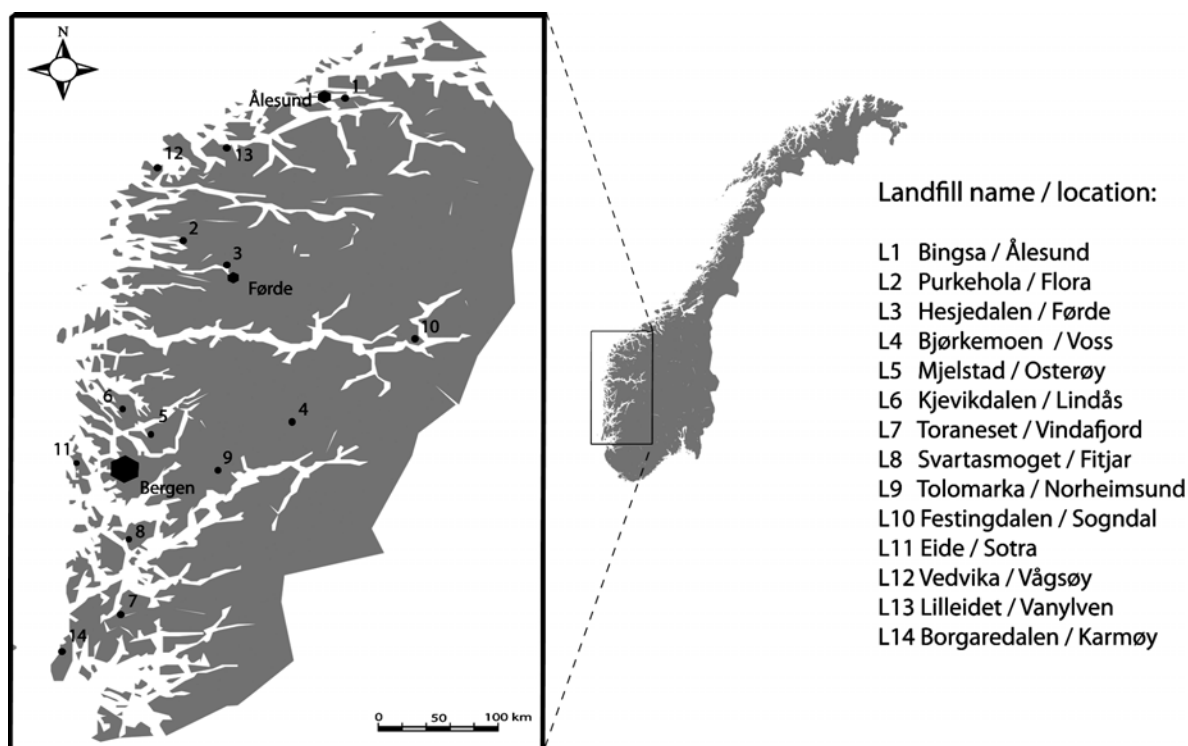 N
Ålesund
1
12
13
2
3
Førde
10
6
5
4
11
9
Bergen
8
7
14
0 50 100 km
Landfill name / location:
L1 Bingsa / Ålesund
L2 Purkehola / Flora
L3 Hesjedalen / Førde
L4 Bjørkemoen / Voss
L5 Mjelstad / Osterøy
L6 Kjevikdalen / Lindås
L7 Toraneset / Vindafjord
L8 Svartasmoget / Fitjar
L9 Tolomarka / Norheimsund
L10 Festingdalen / Sogndal
L11 Eide / Sotra
L12 Vedvika / Vågsøy
L13 Lilleidet / Vanylven
L14 Borgaredalen / Karmøy